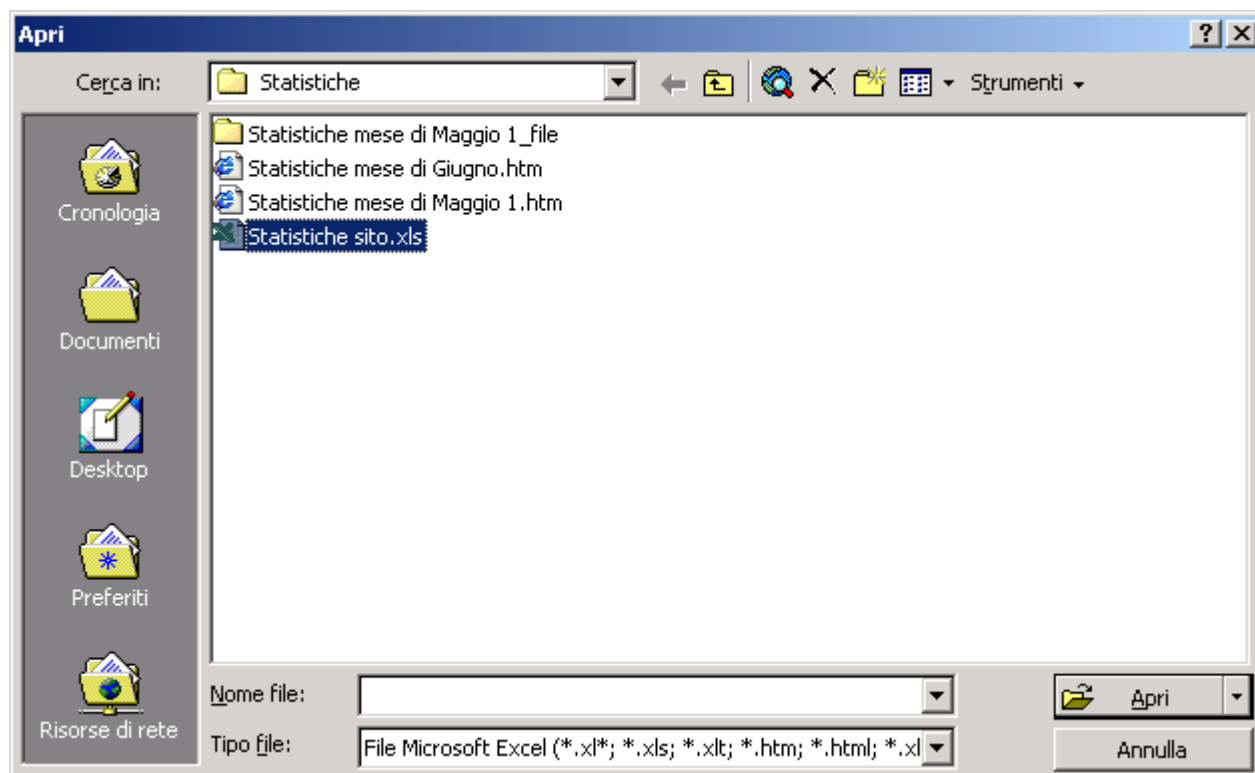 Apri
Cerca in: Statistiche Strumenti
Statistiche mese di Maggio 1_file
Statistiche mese di Giugno.htm
Statistiche mese di Maggio 1.htm
Statistiche sito.xls
Cronologia
Documenti
Desktop
Preferiti
Risorse di rete
Nome file:
Apri
Tipo file: File Microsoft Excel (*.xl*; *.xls; *.xlt; *.htm; *.html; *.xl
Annulla